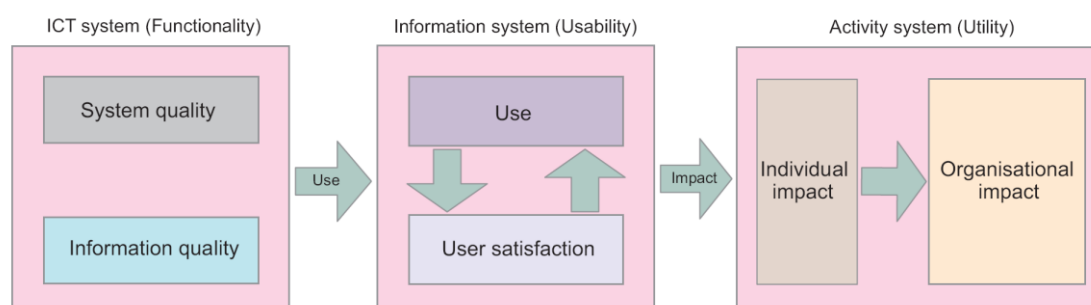 ICT system (Functionality)
Information system (Usability)
Activity system (Utility)
System quality
Information quality
Use
Use
User satisfaction
Impact
Individual
impact
Organisational
impact